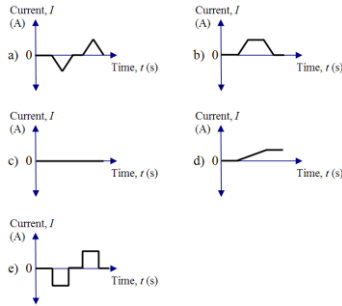 Current, I
(A)
a) 0
Time, t (s)
Current, I
(A)
b) 0
Time, t (s)
Current, I
(A)
c) 0
Time, t (s)
Current, I
(A)
d) 0
Time, t (s)
Current, I
(A)
e) 0
Time, t (s)